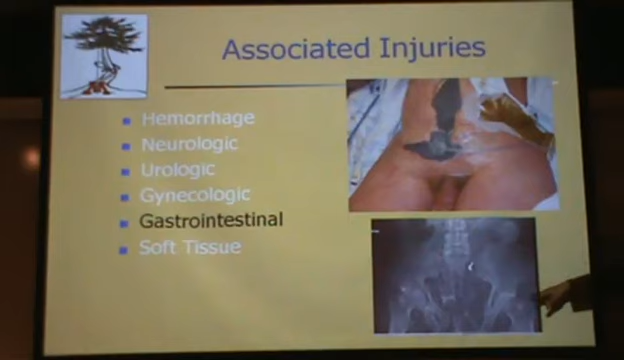 Associated Injuries
Hemorrhage
Neurologic
Urologic
Gynecologic
Gastrointestinal
Soft Tissue